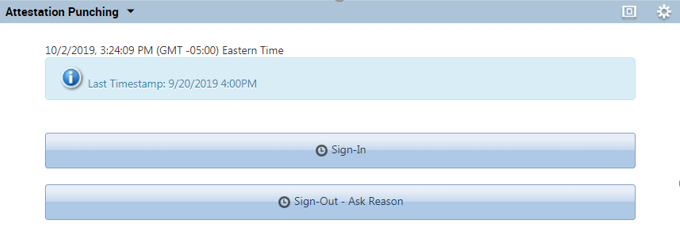 Attestation Punching
10/2/2019, 3:24:09 PM (GMT -05:00) Eastern Time
Last Timestamp: 9/20/2019 4:00PM
Sign-In
Sign-Out - Ask Reason